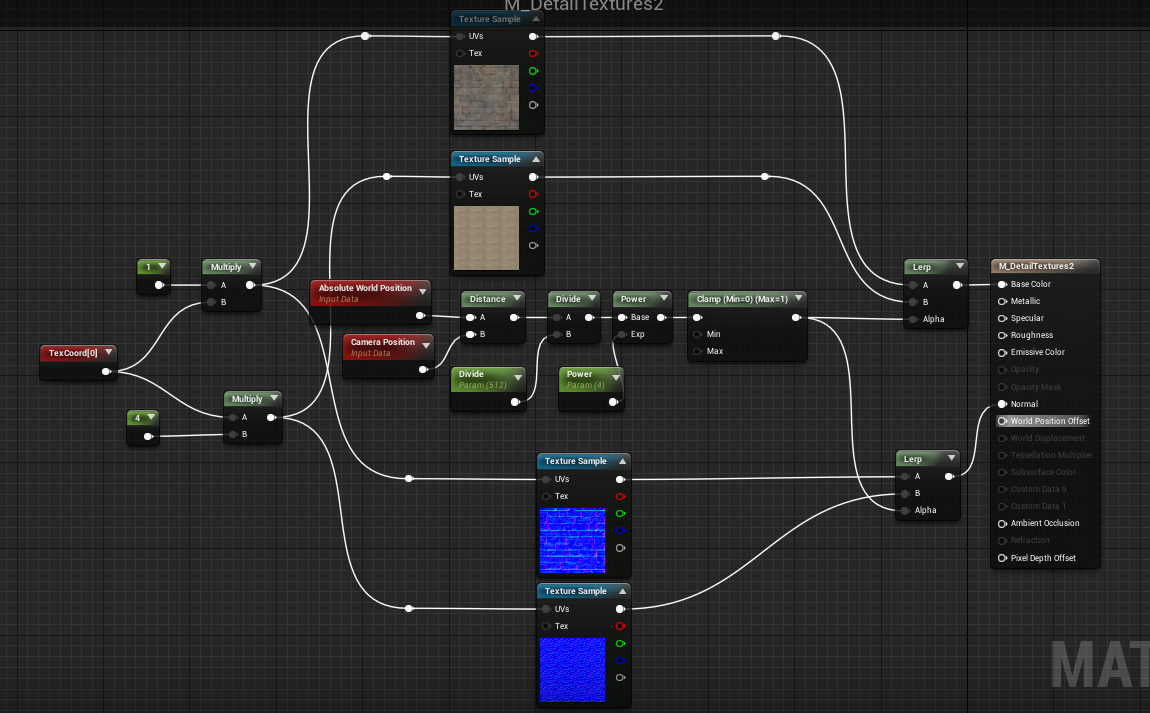 M_DetailTextures2
Texture Sample
UVs
Tex
Texture Sample
UVs
Tex
1
Multiply
A
B
TexCoord[0]
4
Multiply
A
B
Absolute World Position
Input Data
Camera Position
Input Data
Distance
A
B
Divide
A
B
Power
Base
Exp
Clamp (Min=0) (Max=1)
Min
Max
Divide
Param (512)
Power
Param (4)
Texture Sample
UVs
Tex
Texture Sample
UVs
Tex
Lerp
A
B
Alpha
Lerp
A
B
Alpha
M_DetailTextures2
Base Color
Metallic
Specular
Roughness
Emissive Color
Opacity
Opacity Mask
Normal
World Position Offset
World Displacement
Tessellation Multiplier
Subsurface Color
Custom Data 0
Custom Data 1
Ambient Occlusion
Refraction
Pixel Depth Offset
MAT